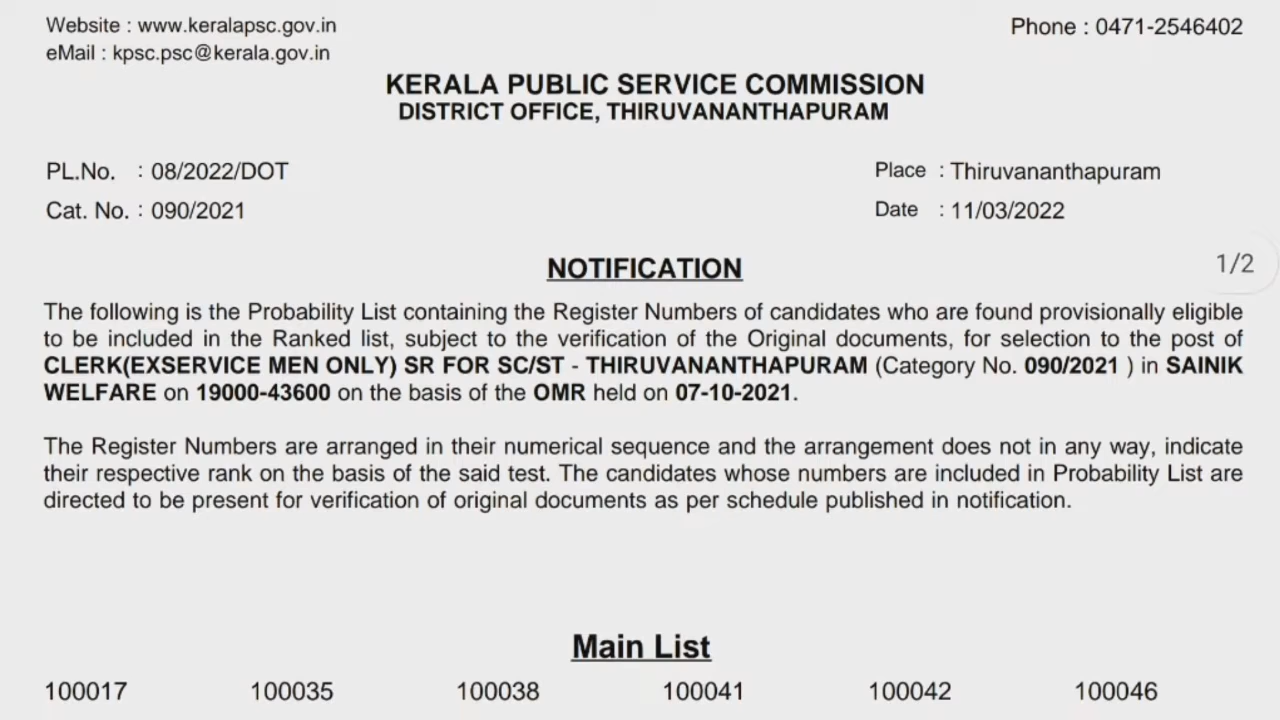 Website : www.keralapsc.gov.in
Phone : 0471-2546402
eMail : kpsc.psc@kerala.gov.in
KERALA PUBLIC SERVICE COMMISSION
DISTRICT OFFICE, THIRUVANANTHAPURAM
PL.No. : 08/2022/DOT
Place : Thiruvananthapuram
Cat. No. : 090/2021
Date : 11/03/2022
NOTIFICATION
1/2
The following is the Probability List containing the Register Numbers of candidates who are found provisionally eligible
to be included in the Ranked list, subject to the verification of the Original documents, for selection to the post of
CLERK(EXSERVICE MEN ONLY) SR FOR SC/ST - THIRUVANANTHAPURAM (Category No. 090/2021 ) in SAINIK
WELFARE on 19000-43600 on the basis of the OMR held on 07-10-2021.
The Register Numbers are arranged in their numerical sequence and the arrangement does not in any way, indicate
their respective rank on the basis of the said test. The candidates whose numbers are included in Probability List are
directed to be present for verification of original documents as per schedule published in notification.
Main List
100017 100035 100038 100041 100042 100046